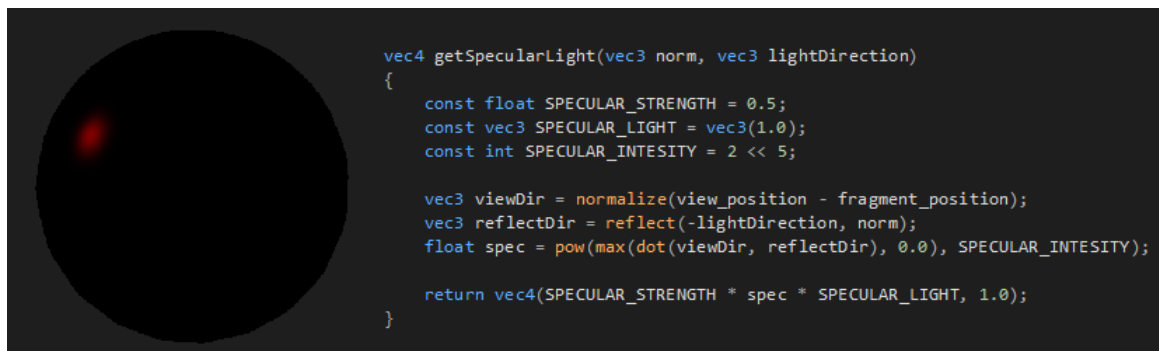 vec4 getSpecularLight(vec3 norm, vec3 lightDirection)
{
    const float SPECULAR_STRENGTH = 0.5;
    const vec3 SPECULAR_LIGHT = vec3(1.0);
    const int SPECULAR_INTESITY = 2 << 5;

    vec3 viewDir = normalize(view_position - fragment_position);
    vec3 reflectDir = reflect(-lightDirection, norm);
    float spec = pow(max(dot(viewDir, reflectDir), 0.0), SPECULAR_INTESITY);

    return vec4(SPECULAR_STRENGTH * spec * SPECULAR_LIGHT, 1.0);
}